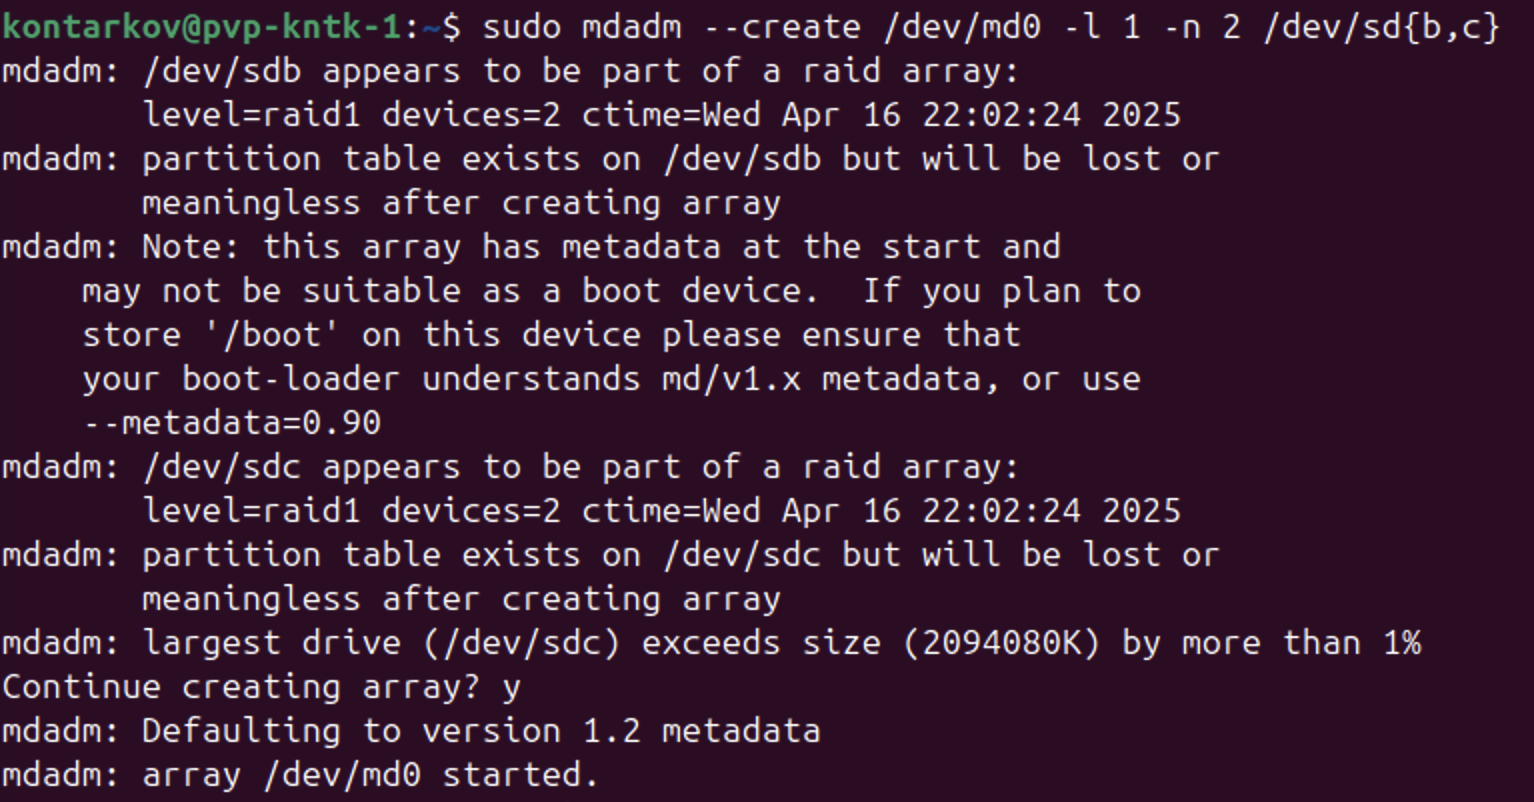 kontarkov@pvp-kntk-1:~$ sudo mdadm --create /dev/md0 -l 1 -n 2 /dev/sd{b,c}
mdadm: /dev/sdb appears to be part of a raid array:
       level=raid1 devices=2 ctime=Wed Apr 16 22:02:24 2025
mdadm: partition table exists on /dev/sdb but will be lost or
       meaningless after creating array
mdadm: Note: this array has metadata at the start and
    may not be suitable as a boot device.  If you plan to
    store '/boot' on this device please ensure that
    your boot-loader understands md/v1.x metadata, or use
    --metadata=0.90
mdadm: /dev/sdc appears to be part of a raid array:
       level=raid1 devices=2 ctime=Wed Apr 16 22:02:24 2025
mdadm: partition table exists on /dev/sdc but will be lost or
       meaningless after creating array
mdadm: largest drive (/dev/sdc) exceeds size (2094080K) by more than 1%
Continue creating array? y
mdadm: Defaulting to version 1.2 metadata
mdadm: array /dev/md0 started.